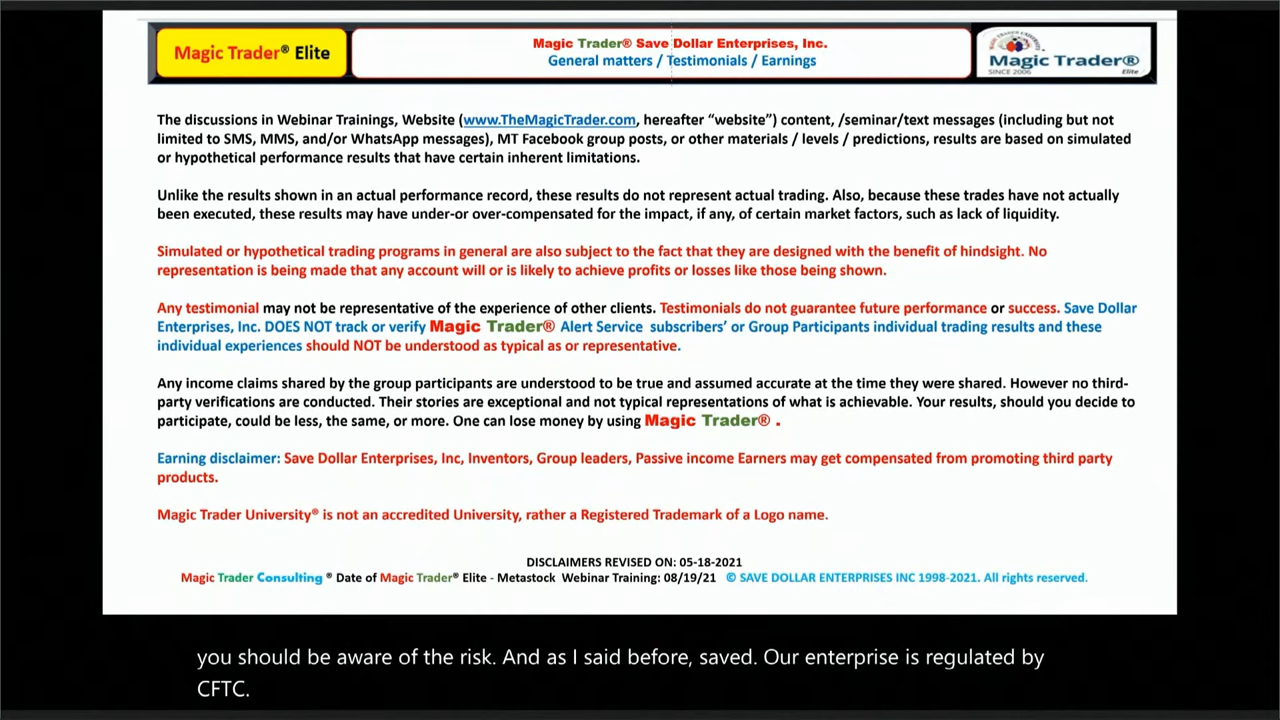 Magic Trader® Elite
Magic Trader® Save Dollar Enterprises, Inc.
General matters / Testimonials / Earnings
MAGIC TRADER UNIVERSITY
SINCE 2006
Magic Trader®
Elite
The discussions in Webinar Trainings, Website (www.TheMagicTrader.com, hereafter “website”) content, /seminar/text messages (including but not
limited to SMS, MMS, and/or WhatsApp messages), MT Facebook group posts, or other materials / levels / predictions, results are based on simulated
or hypothetical performance results that have certain inherent limitations.
Unlike the results shown in an actual performance record, these results do not represent actual trading. Also, because these trades have not actually
been executed, these results may have under-or over-compensated for the impact, if any, of certain market factors, such as lack of liquidity.
Simulated or hypothetical trading programs in general are also subject to the fact that they are designed with the benefit of hindsight. No
representation is being made that any account will or is likely to achieve profits or losses like those being shown.
Any testimonial may not be representative of the experience of other clients. Testimonials do not guarantee future performance or success. Save Dollar
Enterprises, Inc. DOES NOT track or verify Magic Trader® Alert Service subscribers’ or Group Participants individual trading results and these
individual experiences should NOT be understood as typical as or representative.
Any income claims shared by the group participants are understood to be true and assumed accurate at the time they were shared. However no third-
party verifications are conducted. Their stories are exceptional and not typical representations of what is achievable. Your results, should you decide to
participate, could be less, the same, or more. One can lose money by using Magic Trader® .
Earning disclaimer: Save Dollar Enterprises, Inc, Inventors, Group leaders, Passive income Earners may get compensated from promoting third party
products.
Magic Trader University® is not an accredited University, rather a Registered Trademark of a Logo name.
DISCLAIMERS REVISED ON: 05-18-2021
Magic Trader Consulting ® Date of Magic Trader® Elite - Metastock Webinar Training: 08/19/21 © SAVE DOLLAR ENTERPRISES INC 1998-2021. All rights reserved.
you should be aware of the risk. And as I said before, saved. Our enterprise is regulated by
CFTC.